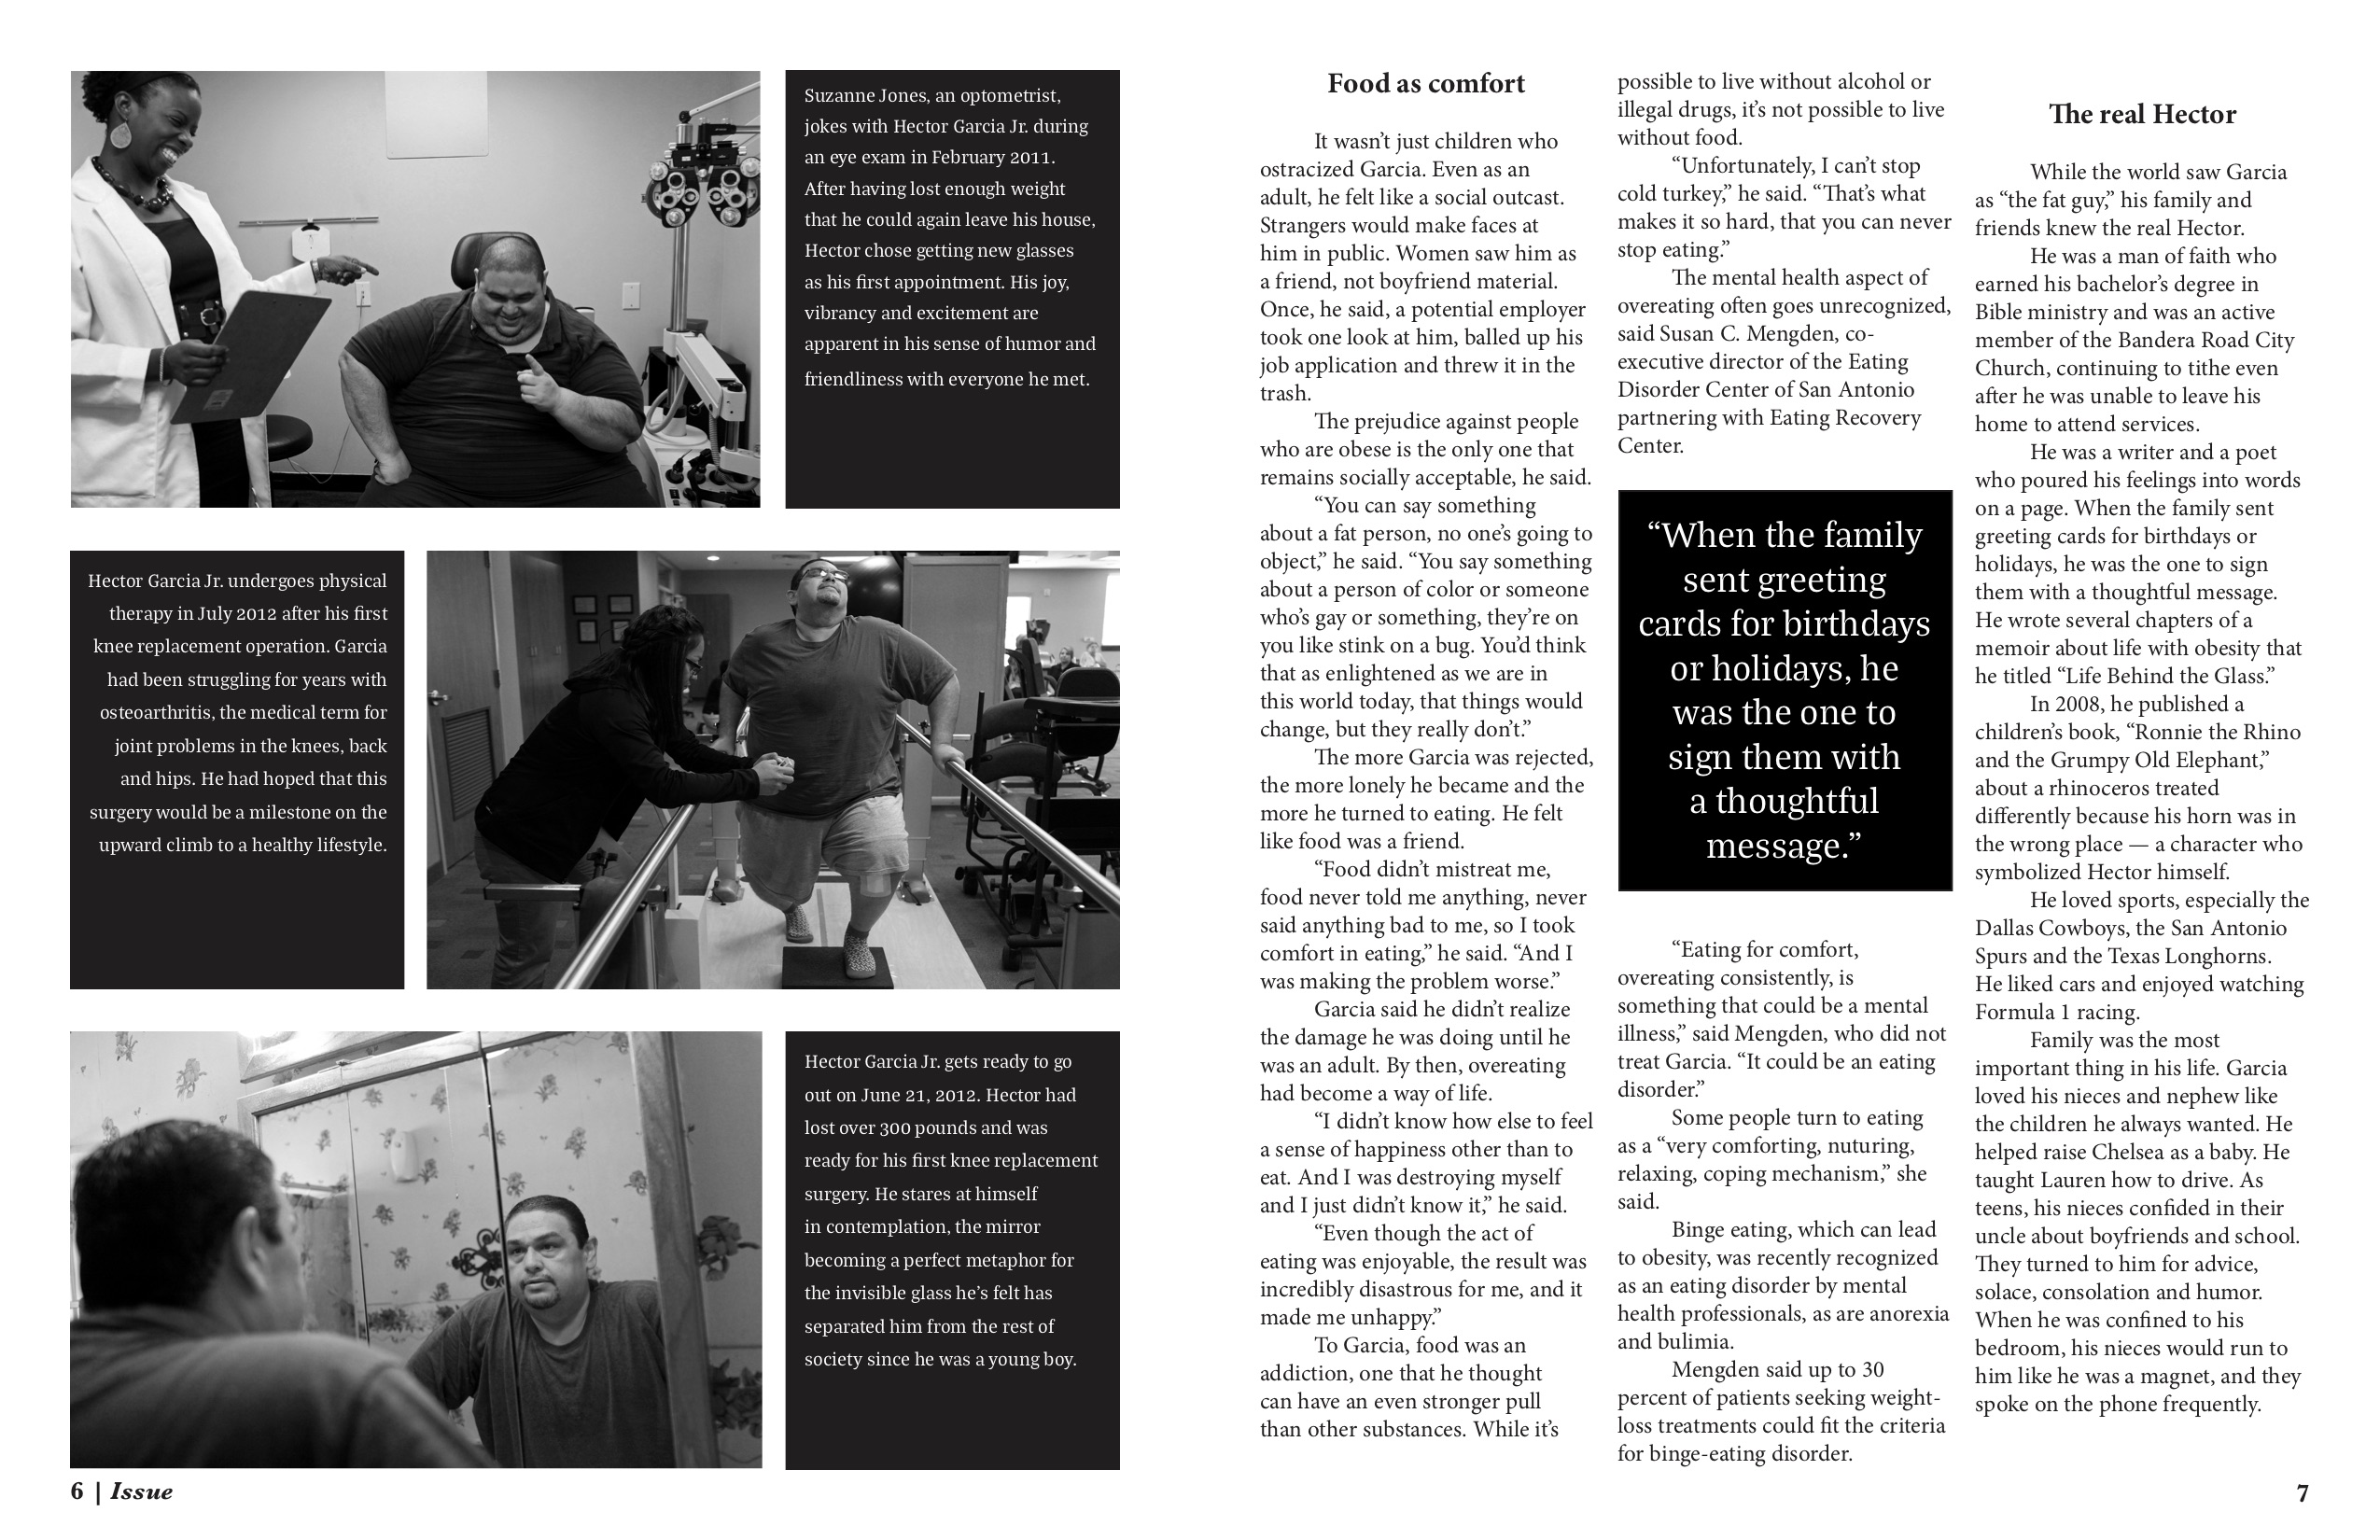 Suzanne Jones, an optometrist,
jokes with Hector Garcia Jr. during
an eye exam in February 2011.
After having lost enough weight
that he could again leave his house,
Hector chose getting new glasses
as his first appointment. His joy,
vibrancy and excitement are
apparent in his sense of humor and
friendliness with everyone he met.
Hector Garcia Jr. undergoes physical
therapy in July 2012 after his first
knee replacement operation. Garcia
had been struggling for years with
osteoarthritis, the medical term for
joint problems in the knees, back
and hips. He had hoped that this
surgery would be a milestone on the
upward climb to a healthy lifestyle.
Hector Garcia Jr. gets ready to go
out on June 21, 2012. Hector had
lost over 300 pounds and was
ready for his first knee replacement
surgery. He stares at himself
in contemplation, the mirror
becoming a perfect metaphor for
the invisible glass he’s felt has
separated him from the rest of
society since he was a young boy.
6 | Issue
Food as comfort
It wasn’t just children who
ostracized Garcia. Even as an
adult, he felt like a social outcast.
Strangers would make faces at
him in public. Women saw him as
a friend, not boyfriend material.
Once, he said, a potential employer
took one look at him, balled up his
job application and threw it in the
trash.
The prejudice against people
who are obese is the only one that
remains socially acceptable, he said.
“You can say something
about a fat person, no one’s going to
object,” he said. “You say something
about a person of color or someone
who’s gay or something, they’re on
you like stink on a bug. You’d think
that as enlightened as we are in
this world today, that things would
change, but they really don’t.”
The more Garcia was rejected,
the more lonely he became and the
more he turned to eating. He felt
like food was a friend.
“Food didn’t mistreat me,
food never told me anything, never
said anything bad to me, so I took
comfort in eating,” he said. “And I
was making the problem worse.”
Garcia said he didn’t realize
the damage he was doing until he
was an adult. By then, overeating
had become a way of life.
“I didn’t know how else to feel
a sense of happiness other than to
eat. And I was destroying myself
and I just didn’t know it,” he said.
“Even though the act of
eating was enjoyable, the result was
incredibly disastrous for me, and it
made me unhappy.”
To Garcia, food was an
addiction, one that he thought
can have an even stronger pull
than other substances. While it’s
possible to live without alcohol or
illegal drugs, it’s not possible to live
without food.
“Unfortunately, I can’t stop
cold turkey,” he said. “That’s what
makes it so hard, that you can never
stop eating.”
The mental health aspect of
overeating often goes unrecognized,
said Susan C. Mengden, co-
executive director of the Eating
Disorder Center of San Antonio
partnering with Eating Recovery
Center.
“When the family
sent greeting
cards for birthdays
or holidays, he
was the one to
sign them with
a thoughtful
message.”
“Eating for comfort,
overeating consistently, is
something that could be a mental
illness,” said Mengden, who did not
treat Garcia. “It could be an eating
disorder.”
Some people turn to eating
as a “very comforting, nuturing,
relaxing, coping mechanism,” she
said.
Binge eating, which can lead
to obesity, was recently recognized
as an eating disorder by mental
health professionals, as are anorexia
and bulimia.
Mengden said up to 30
percent of patients seeking weight-
loss treatments could fit the criteria
for binge-eating disorder.
The real Hector
While the world saw Garcia
as “the fat guy,” his family and
friends knew the real Hector.
He was a man of faith who
earned his bachelor’s degree in
Bible ministry and was an active
member of the Bandera Road City
Church, continuing to tithe even
after he was unable to leave his
home to attend services.
He was a writer and a poet
who poured his feelings into words
on a page. When the family sent
greeting cards for birthdays or
holidays, he was the one to sign
them with a thoughtful message.
He wrote several chapters of a
memoir about life with obesity that
he titled “Life Behind the Glass.”
In 2008, he published a
children’s book, “Ronnie the Rhino
and the Grumpy Old Elephant,”
about a rhinoceros treated
differently because his horn was in
the wrong place — a character who
symbolized Hector himself.
He loved sports, especially the
Dallas Cowboys, the San Antonio
Spurs and the Texas Longhorns.
He liked cars and enjoyed watching
Formula 1 racing.
Family was the most
important thing in his life. Garcia
loved his nieces and nephew like
the children he always wanted. He
helped raise Chelsea as a baby. He
taught Lauren how to drive. As
teens, his nieces confided in their
uncle about boyfriends and school.
They turned to him for advice,
solace, consolation and humor.
When he was confined to his
bedroom, his nieces would run to
him like he was a magnet, and they
spoke on the phone frequently.
7